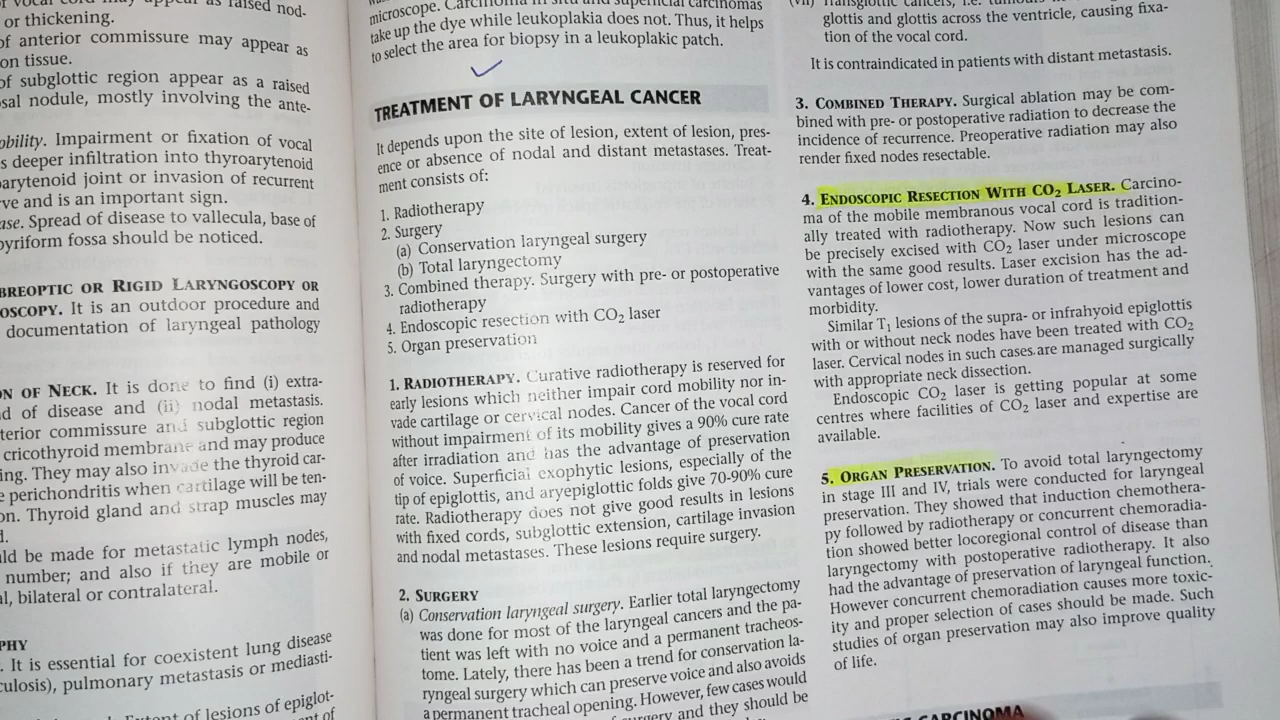 of vocal cord may appear as raised nod-
or thickening.
of anterior commissure may appear as
on tissue.
of subglottic region appear as a raised
sal nodule, mostly involving the ante-
obility. Impairment or fixation of vocal
s deeper infiltration into thyroarytenoid
arytenoid joint or invasion of recurrent
ve and is an important sign.
ase. Spread of disease to vallecula, base of
pyriform fossa should be noticed.
BREOPTIC OR RIGID LARYNGOSCOPY OR
OSCOPY. It is an outdoor procedure and
documentation of laryngeal pathology
ON OF NECK. It is done to find (i) extra-
d of disease and (ii) nodal metastasis.
terior commissure and subglottic region
cricothyroid membrane and may produce
ing. They may also invade the thyroid car-
e perichondritis when cartilage will be ten-
on. Thyroid gland and strap muscles may
d.
ld be made for metastatic lymph nodes,
number; and also if they are mobile or
al, bilateral or contralateral.
PHY
. It is essential for coexistent lung disease
culosis), pulmonary metastasis or mediasti-
Extent of lesions of epiglot-
microscope. Carcinoma in situ and superficial carcinomas
take up the dye while leukoplakia does not. Thus, it helps
to select the area for biopsy in a leukoplakic patch.
TREATMENT OF LARYNGEAL CANCER
It depends upon the site of lesion, extent of lesion, pres-
ence or absence of nodal and distant metastases. Treat-
ment consists of:
1. Radiotherapy
2. Surgery
(a) Conservation laryngeal surgery
(b) Total laryngectomy
3. Combined therapy. Surgery with pre- or postoperative
radiotherapy
4. Endoscopic resection with CO₂ laser
5. Organ preservation
1. RADIOTHERAPY. Curative radiotherapy is reserved for
early lesions which neither impair cord mobility nor in-
vade cartilage or cervical nodes. Cancer of the vocal cord
without impairment of its mobility gives a 90% cure rate
after irradiation and has the advantage of preservation
of voice. Superficial exophytic lesions, especially of the
tip of epiglottis, and aryepiglottic folds give 70-90% cure
rate. Radiotherapy does not give good results in lesions
with fixed cords, subglottic extension, cartilage invasion
and nodal metastases. These lesions require surgery.
2. SURGERY
(a) Conservation laryngeal surgery. Earlier total laryngectomy
was done for most of the laryngeal cancers and the pa-
tient was left with no voice and a permanent tracheos-
tome. Lately, there has been a trend for conservation la-
ryngeal surgery which can preserve voice and also avoids
a permanent tracheal opening. However, few cases would
surgery and they should be
(vii) Transglottic cancers, i.e. tumours
glottis and glottis across the ventricle, causing fixa-
tion of the vocal cord.
It is contraindicated in patients with distant metastasis.
3. COMBINED THERAPY. Surgical ablation may be com-
bined with pre- or postoperative radiation to decrease the
incidence of recurrence. Preoperative radiation may also
render fixed nodes resectable.
4. ENDOSCOPIC RESECTION WITH CO₂ LASER. Carcino-
ma of the mobile membranous vocal cord is tradition-
ally treated with radiotherapy. Now such lesions can
be precisely excised with CO₂ laser under microscope
with the same good results. Laser excision has the ad-
vantages of lower cost, lower duration of treatment and
morbidity.
Similar T₁ lesions of the supra- or infrahyoid epiglottis
with or without neck nodes have been treated with CO₂
laser. Cervical nodes in such cases are managed surgically
with appropriate neck dissection.
Endoscopic CO₂ laser is getting popular at some
centres where facilities of CO₂ laser and expertise are
available.
5. ORGAN PRESERVATION. To avoid total laryngectomy
in stage III and IV, trials were conducted for laryngeal
preservation. They showed that induction chemothera-
py followed by radiotherapy or concurrent chemoradia-
tion showed better locoregional control of disease than
laryngectomy with postoperative radiotherapy. It also
had the advantage of preservation of laryngeal function.
However concurrent chemoradiation causes more toxic-
ity and proper selection of cases should be made. Such
studies of organ preservation may also improve quality
of life.
CARCINOMA